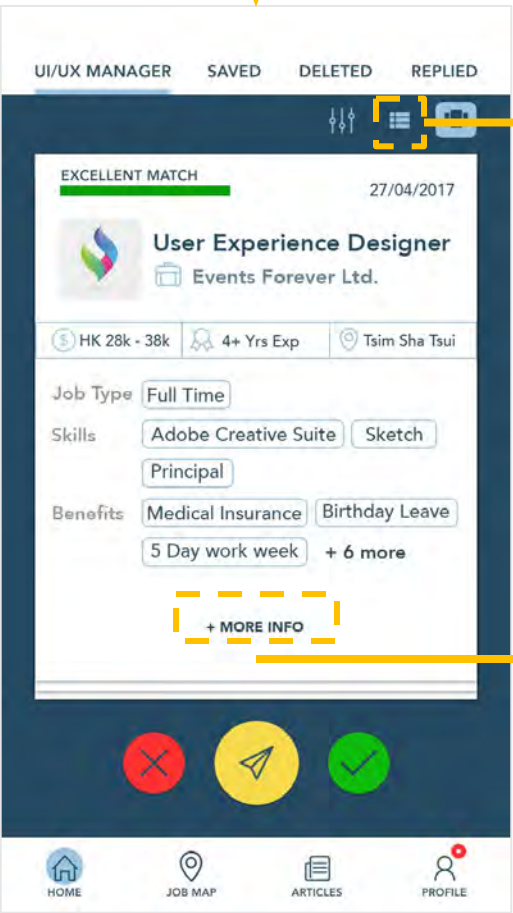 UI/UX MANAGER SAVED DELETED REPLIED
EXCELLENT MATCH
27/04/2017
User Experience Designer
Events Forever Ltd.
$ HK 28k - 38k 4+ Yrs Exp Tsim Sha Tsui
Job Type Full Time
Skills Adobe Creative Suite Sketch
Principal
Benefits Medical Insurance Birthday Leave
5 Day work week + 6 more
+ MORE INFO
HOME JOB MAP ARTICLES PROFILE